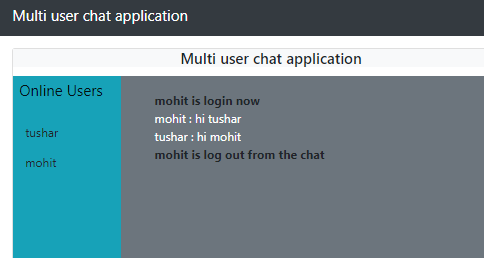 Multi user chat application
Multi user chat application
Online Users
tushar
mohit
mohit is login now
mohit : hi tushar
tushar : hi mohit
mohit is log out from the chat